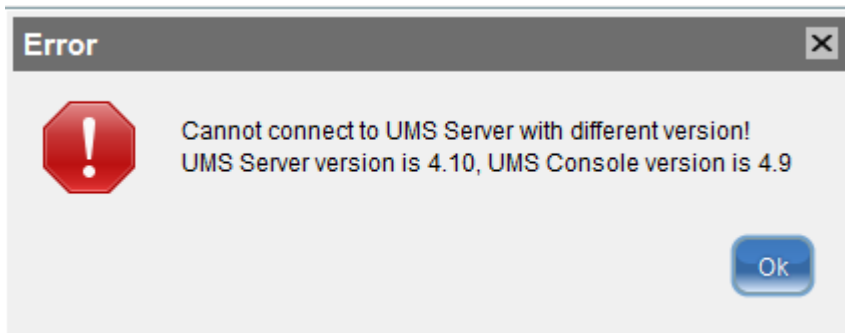 Error
Cannot connect to UMS Server with different version!
UMS Server version is 4.10, UMS Console version is 4.9
Ok